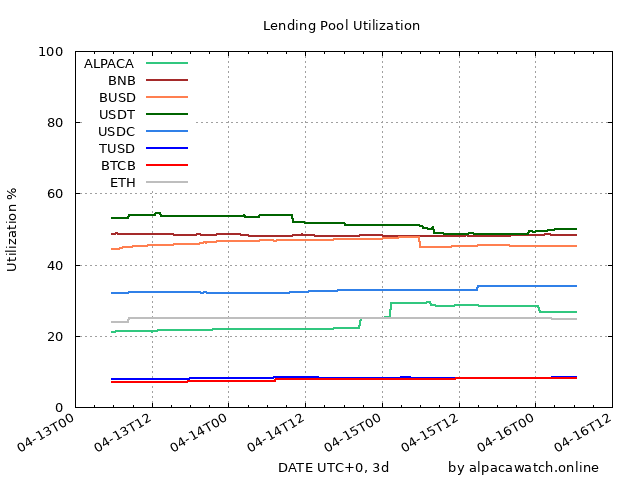 Lending Pool Utilization
Utilization %
100
80
60
40
20
0
ALPACA
BNB
BUSD
USDT
USDC
TUSD
BTCB
ETH
04-13T00
04-13T12
04-14T00
04-14T12
04-15T00
04-15T12
04-16T00
04-16T12
DATE UTC+0, 3d
by alpacawatch.online